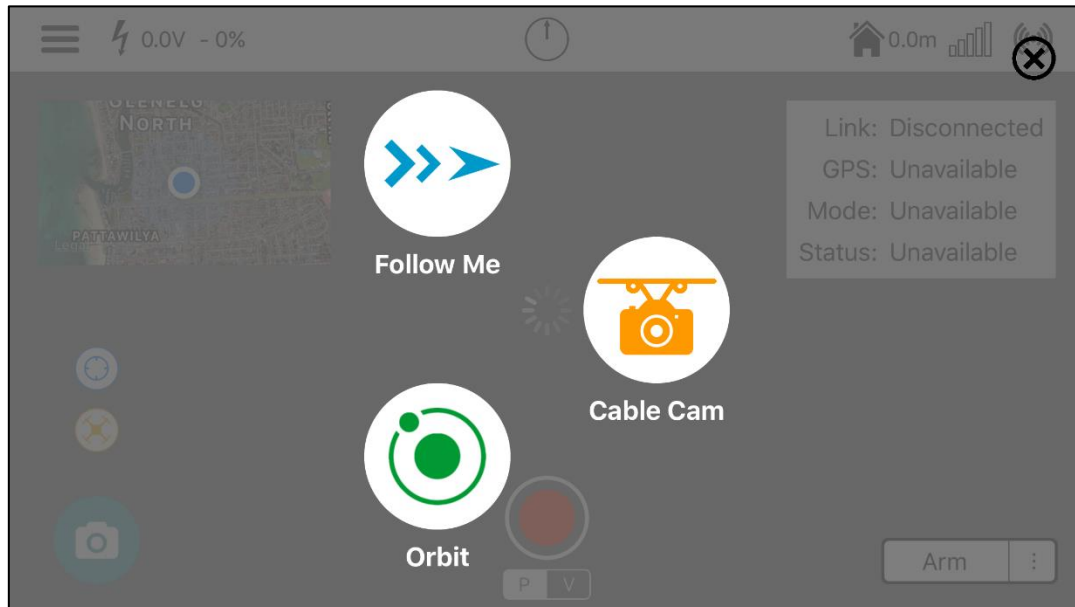 0.0V - 0%
0.0m
GLENELG
NORTH
PATTAWILYA
Link: Disconnected
GPS: Unavailable
Mode: Unavailable
Status: Unavailable
Follow Me
Cable Cam
Orbit
P V
Arm